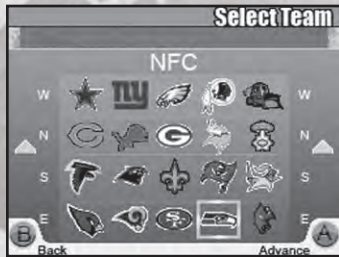 Select Team
NFC
W W
N N
S S
E E
B A
Back Advance